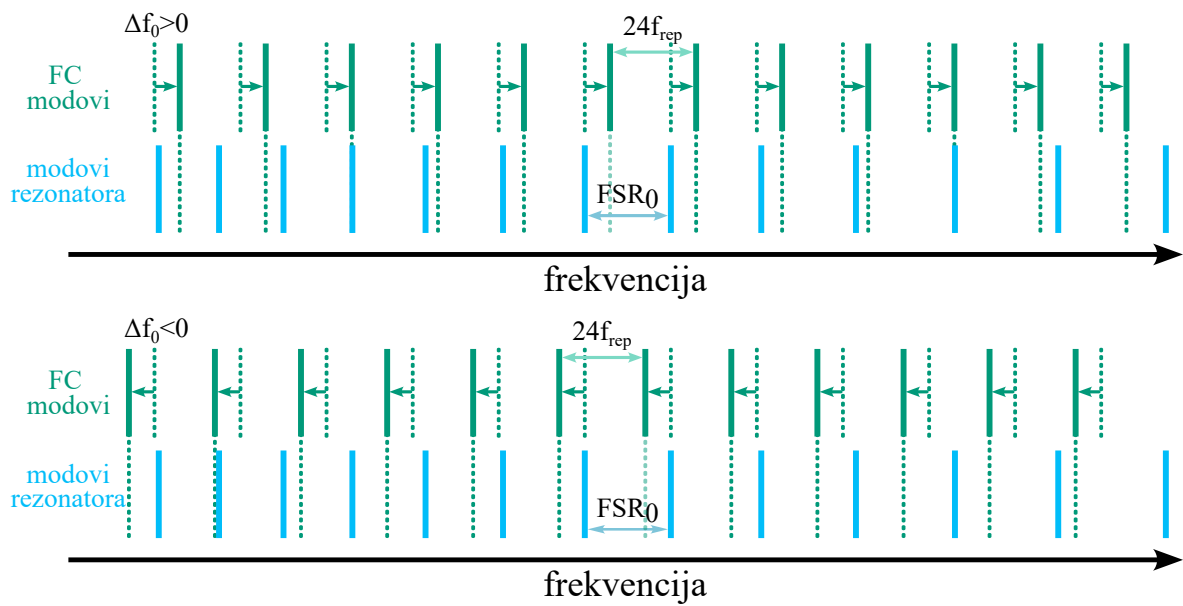 Δf₀>0
24fᵣₑₚ
FC
modovi
modovi
rezonatora
FSR₀
frekvencija
Δf₀<0
24fᵣₑₚ
FC
modovi
modovi
rezonatora
FSR₀
frekvencija